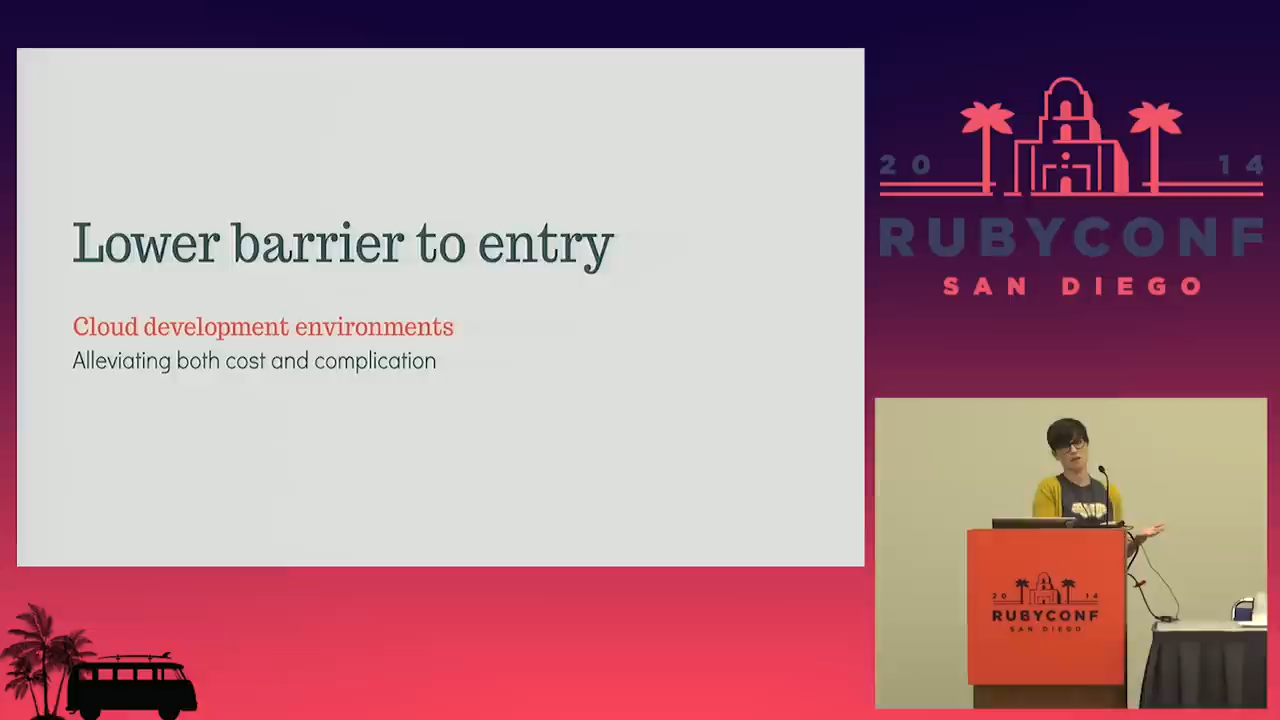 Lower barrier to entry
Cloud development environments
Alleviating both cost and complication
20 14
RUBYCONF
SAN DIEGO
20 14
RUBYCONF
SAN DIEGO